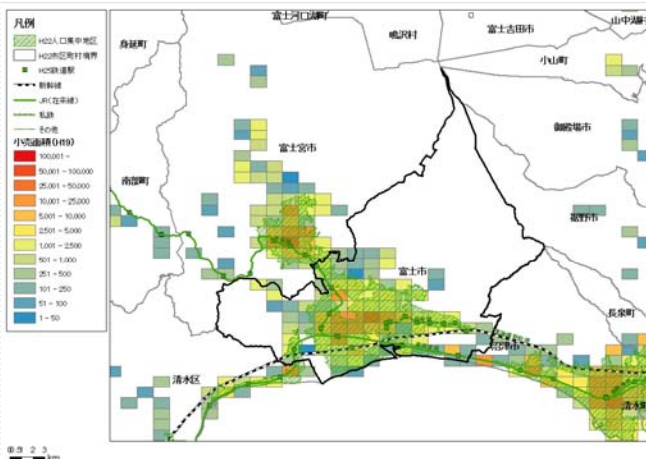 凡例
H22人口集中地区
H22市区町村境界
H25鉄道駅
新幹線
JR(在来線)
私鉄
その他
小売面積(H19)
100,001 -
50,001 - 100,000
25,001 - 50,000
10,001 - 25,000
5,001 - 10,000
2,501 - 5,000
1,001 - 2,500
501 - 1,000
251 - 500
101 - 250
51 - 100
1 - 50
富士河口湖町
鳴沢村
富士吉田市
山中湖村
身延町
小山町
御殿場市
富士宮市
南部町
裾野市
富士市
長泉町
沼津市
清水区
清水町
2 3
km